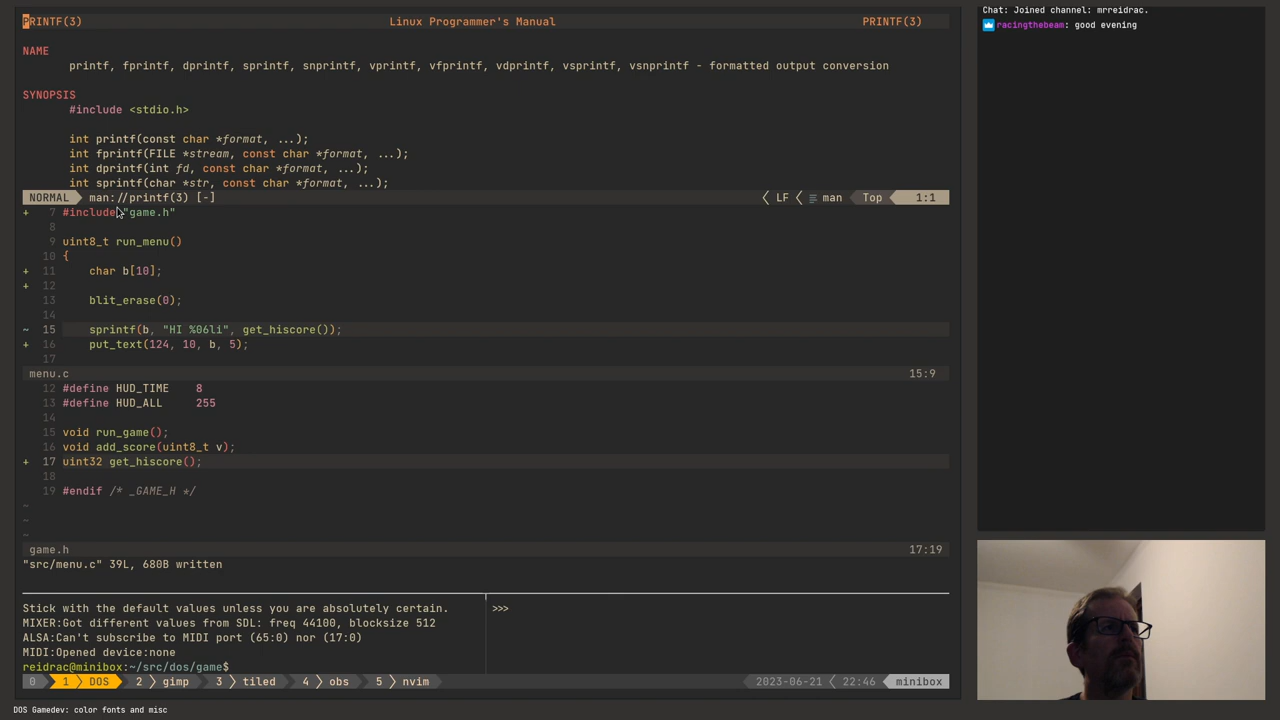 PRINTF(3) Linux Programmer's Manual PRINTF(3)
NAME
printf, fprintf, dprintf, sprintf, snprintf, vprintf, vfprintf, vdprintf, vsprintf, vsnprintf - formatted output conversion
SYNOPSIS
#include <stdio.h>
int printf(const char *format, ...);
int fprintf(FILE *stream, const char *format, ...);
int dprintf(int fd, const char *format, ...);
int sprintf(char *str, const char *format, ...);
NORMAL man://printf(3) [-] LF man Top 1:1
+ 7 #include "game.h"
8
9 uint8_t run_menu()
10 {
+ 11 char b[10];
+ 12
13 blit_erase(0);
14
~ 15 sprintf(b, "HI %06li", get_hiscore());
+ 16 put_text(124, 10, b, 5);
17
menu.c 15:9
12 #define HUD_TIME 8
13 #define HUD_ALL 255
14
15 void run_game();
16 void add_score(uint8_t v);
+ 17 uint32 get_hiscore();
18
19 #endif /* _GAME_H */
~
~
~
game.h 17:19
"src/menu.c" 39L, 680B written
Stick with the default values unless you are absolutely certain.
MIXER:Got different values from SDL: freq 44100, blocksize 512
ALSA:Can't subscribe to MIDI port (65:0) nor (17:0)
MIDI:Opened device:none
reidrac@minibox:~/src/dos/game$
>>>
0 1 DOS 2 gimp 3 tiled 4 obs 5 nvim 2023-06-21 22:46 minibox
DOS Gamedev: color fonts and misc
Chat: Joined channel: mrreidrac.
racingthebeam: good evening